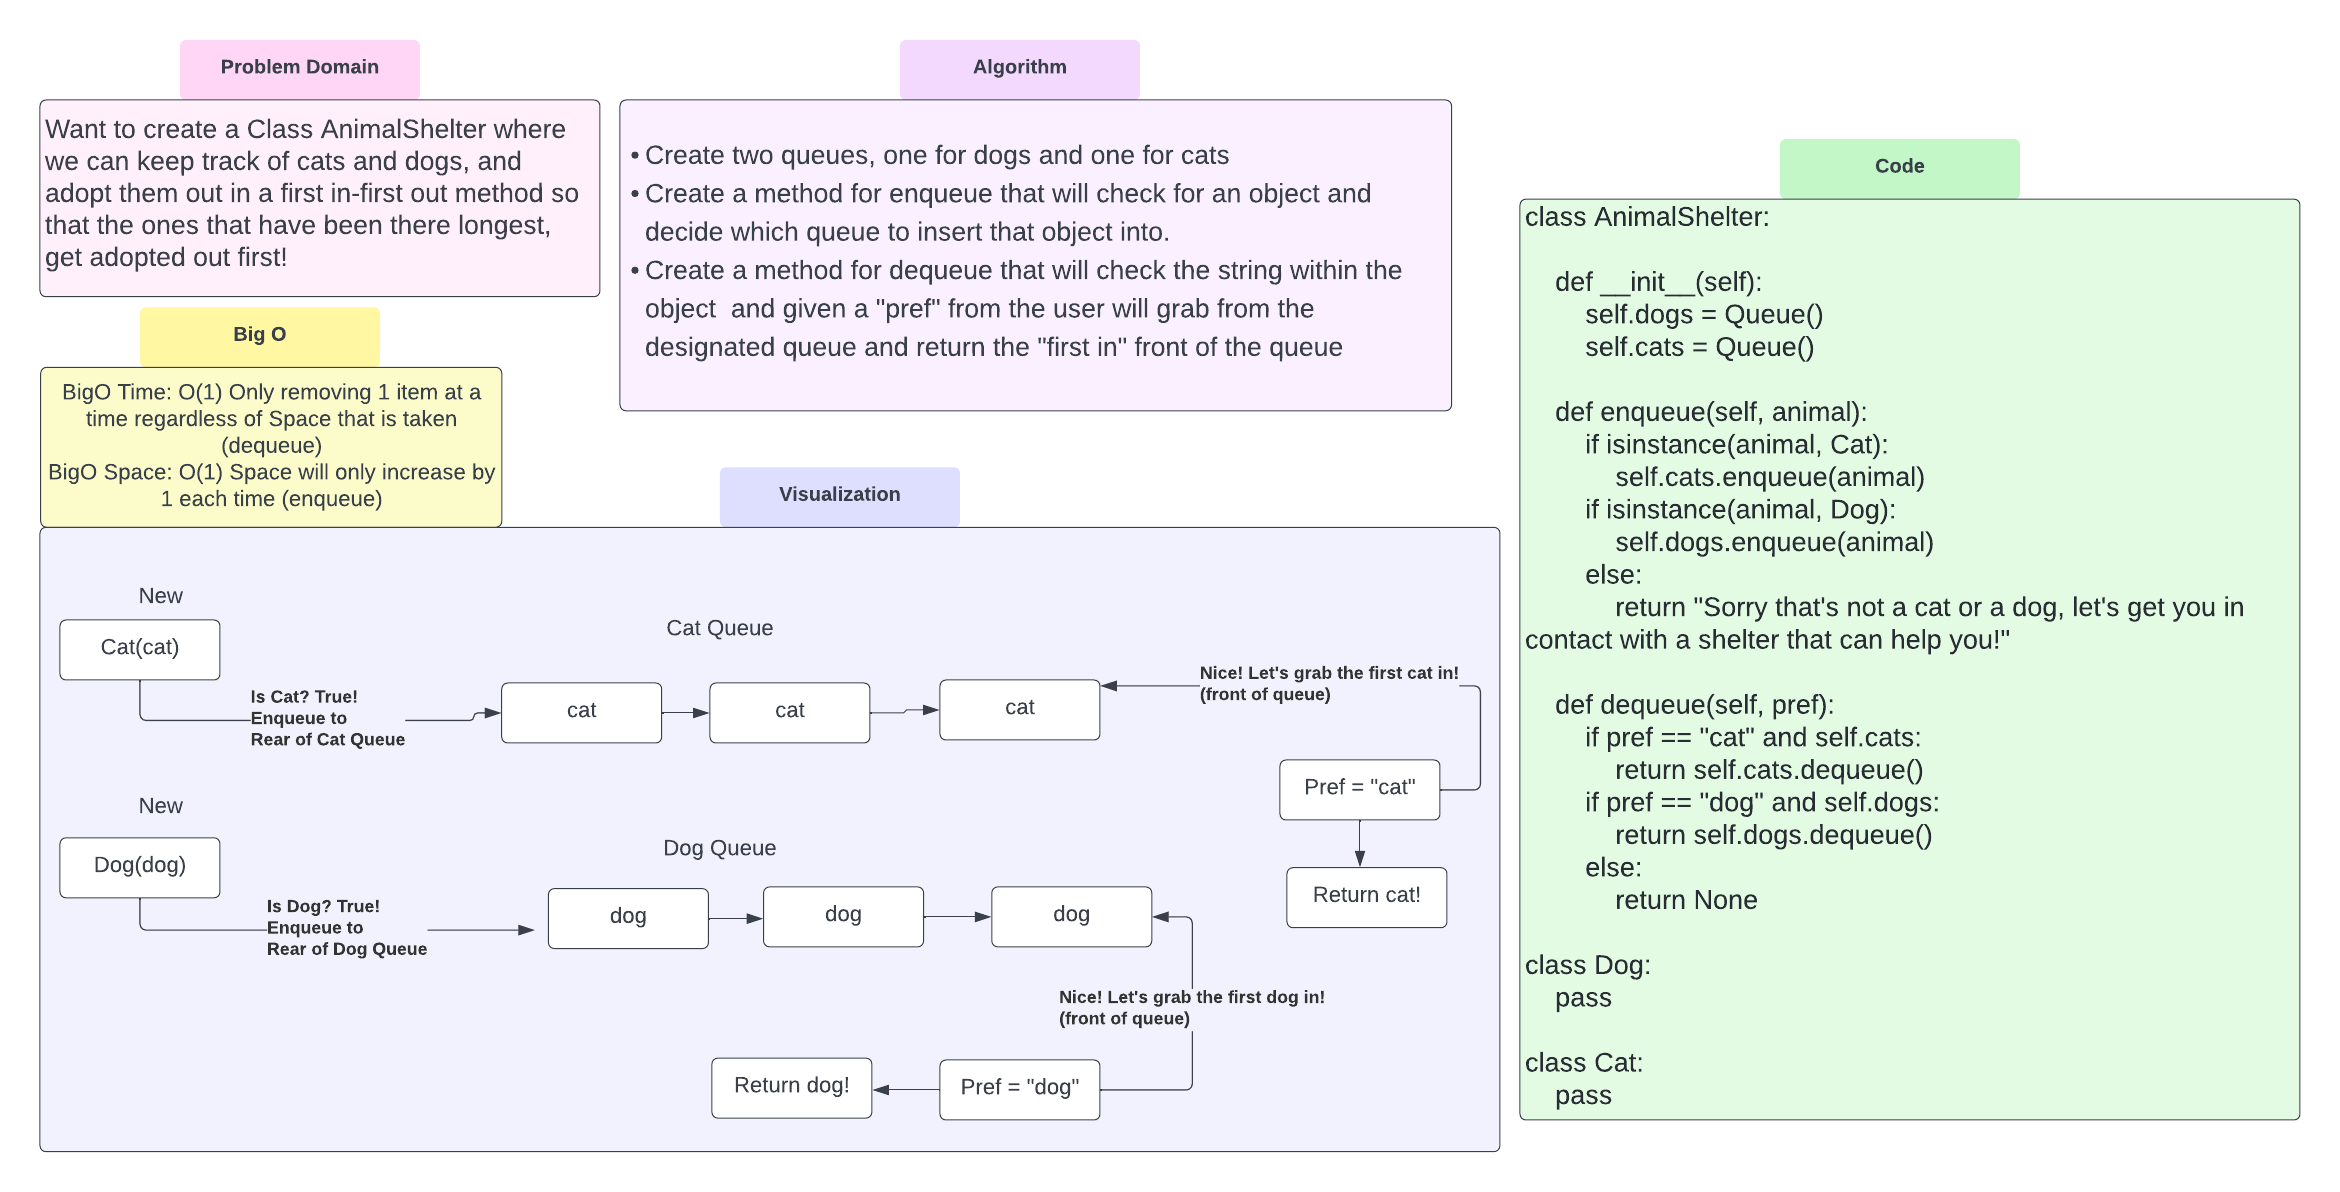 Problem Domain
Want to create a Class AnimalShelter where
we can keep track of cats and dogs, and
adopt them out in a first in-first out method so
that the ones that have been there longest,
get adopted out first!
Big O
BigO Time: O(1) Only removing 1 item at a
time regardless of Space that is taken
(dequeue)
BigO Space: O(1) Space will only increase by
1 each time (enqueue)
Algorithm
• Create two queues, one for dogs and one for cats
• Create a method for enqueue that will check for an object and
decide which queue to insert that object into.
• Create a method for dequeue that will check the string within the
object  and given a "pref" from the user will grab from the
designated queue and return the "first in" front of the queue
Visualization
New
Cat(cat)
Is Cat? True!
Enqueue to
Rear of Cat Queue
Cat Queue
cat
cat
cat
Nice! Let's grab the first cat in!
(front of queue)
Pref = "cat"
Return cat!
New
Dog(dog)
Is Dog? True!
Enqueue to
Rear of Dog Queue
Dog Queue
dog
dog
dog
Nice! Let's grab the first dog in!
(front of queue)
Return dog!
Pref = "dog"
Code
class AnimalShelter:
    def __init__(self):
        self.dogs = Queue()
        self.cats = Queue()
    def enqueue(self, animal):
        if isinstance(animal, Cat):
            self.cats.enqueue(animal)
        if isinstance(animal, Dog):
            self.dogs.enqueue(animal)
        else:
            return "Sorry that's not a cat or a dog, let's get you in
contact with a shelter that can help you!"
    def dequeue(self, pref):
        if pref == "cat" and self.cats:
            return self.cats.dequeue()
        if pref == "dog" and self.dogs:
            return self.dogs.dequeue()
        else:
            return None
class Dog:
    pass
class Cat:
    pass